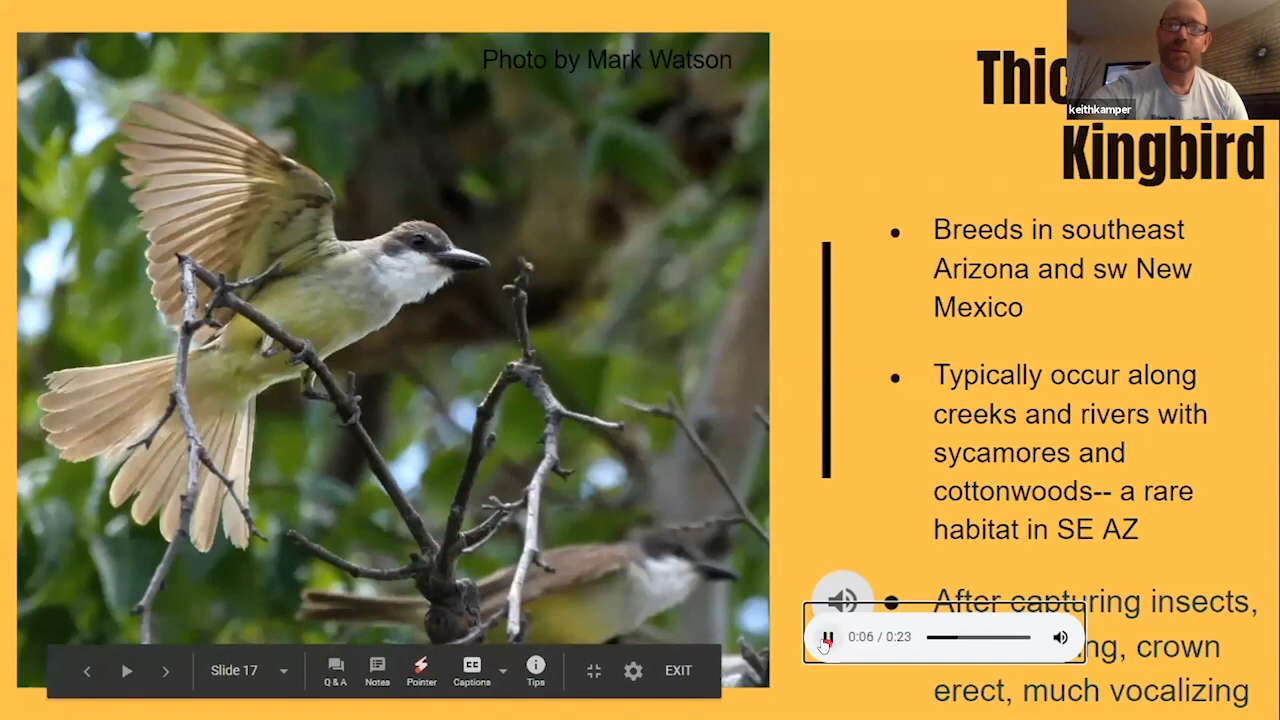 Photo by Mark Watson
keithkamper
Kingbird
Breeds in southeast
Arizona and sw New
Mexico
Typically occur along
creeks and rivers with
sycamores and
cottonwoods-- a rare
habitat in SE AZ
After capturing insects,
crown
erect, much vocalizing
0:06 / 0:23
Slide 17
Q & A
Notes
Pointer
CC
Captions
Tips
EXIT